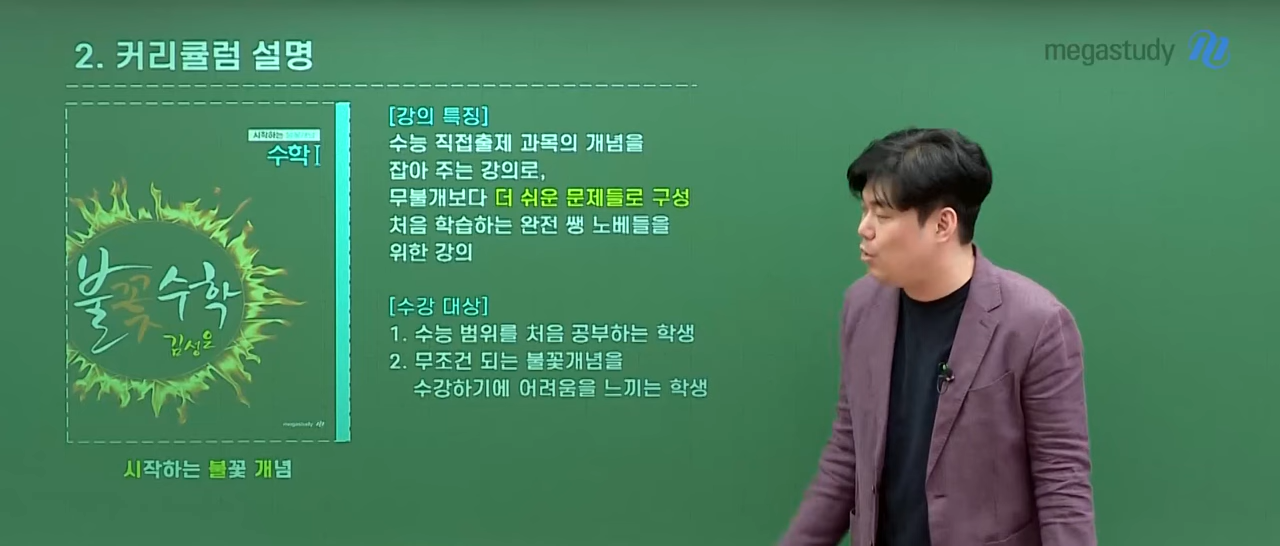 2. 커리큘럼 설명
megastudy
시작하는
수학 I
불꽃수학
김성은
megastudy
시작하는 불꽃 개념
[강의 특징]
수능 직접출제 과목의 개념을
잡아 주는 강의로,
무불개보다 더 쉬운 문제들로 구성
처음 학습하는 완전 쌩 노베들을
위한 강의
[수강 대상]
1. 수능 범위를 처음 공부하는 학생
2. 무조건 되는 불꽃개념을
수강하기에 어려움을 느끼는 학생